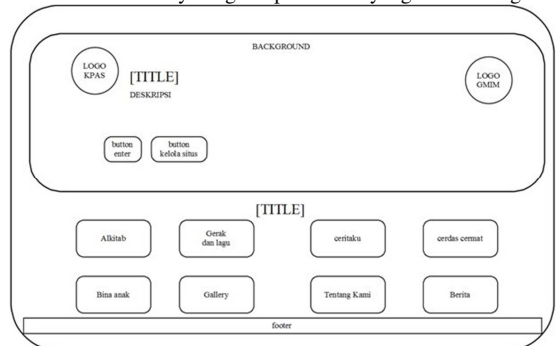 BACKGROUND
LOGO
KPAS
[TITLE]
DESKRIPSI
LOGO
GMIM
button
enter
button
kelola situs
[TITLE]
Alkitab
Gerak
dan lagu
ceritaku
cerdas cermat
Bina anak
Gallery
Tentang Kami
Berita
footer